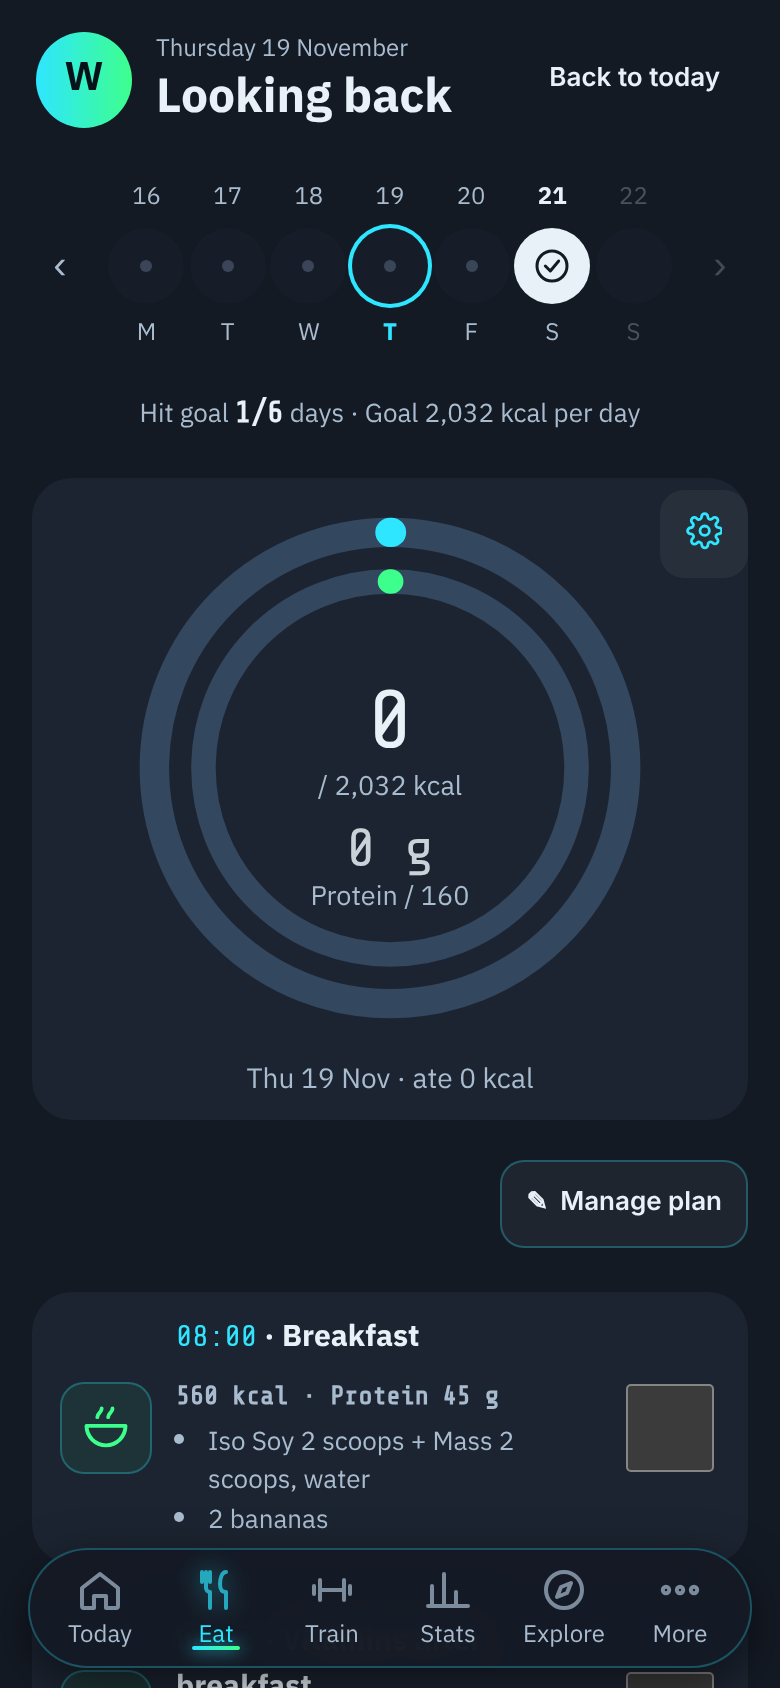 W
Thursday 19 November
Looking back
Back to today
16 17 18 19 20 21 22
M T W T F S S
Hit goal 1/6 days · Goal 2,032 kcal per day
0
/ 2,032 kcal
0 g
Protein / 160
Thu 19 Nov · ate 0 kcal
✎ Manage plan
08:00 · Breakfast
560 kcal · Protein 45 g
• Iso Soy 2 scoops + Mass 2
scoops, water
• 2 bananas
Today Eat Train Stats Explore More
breakfast